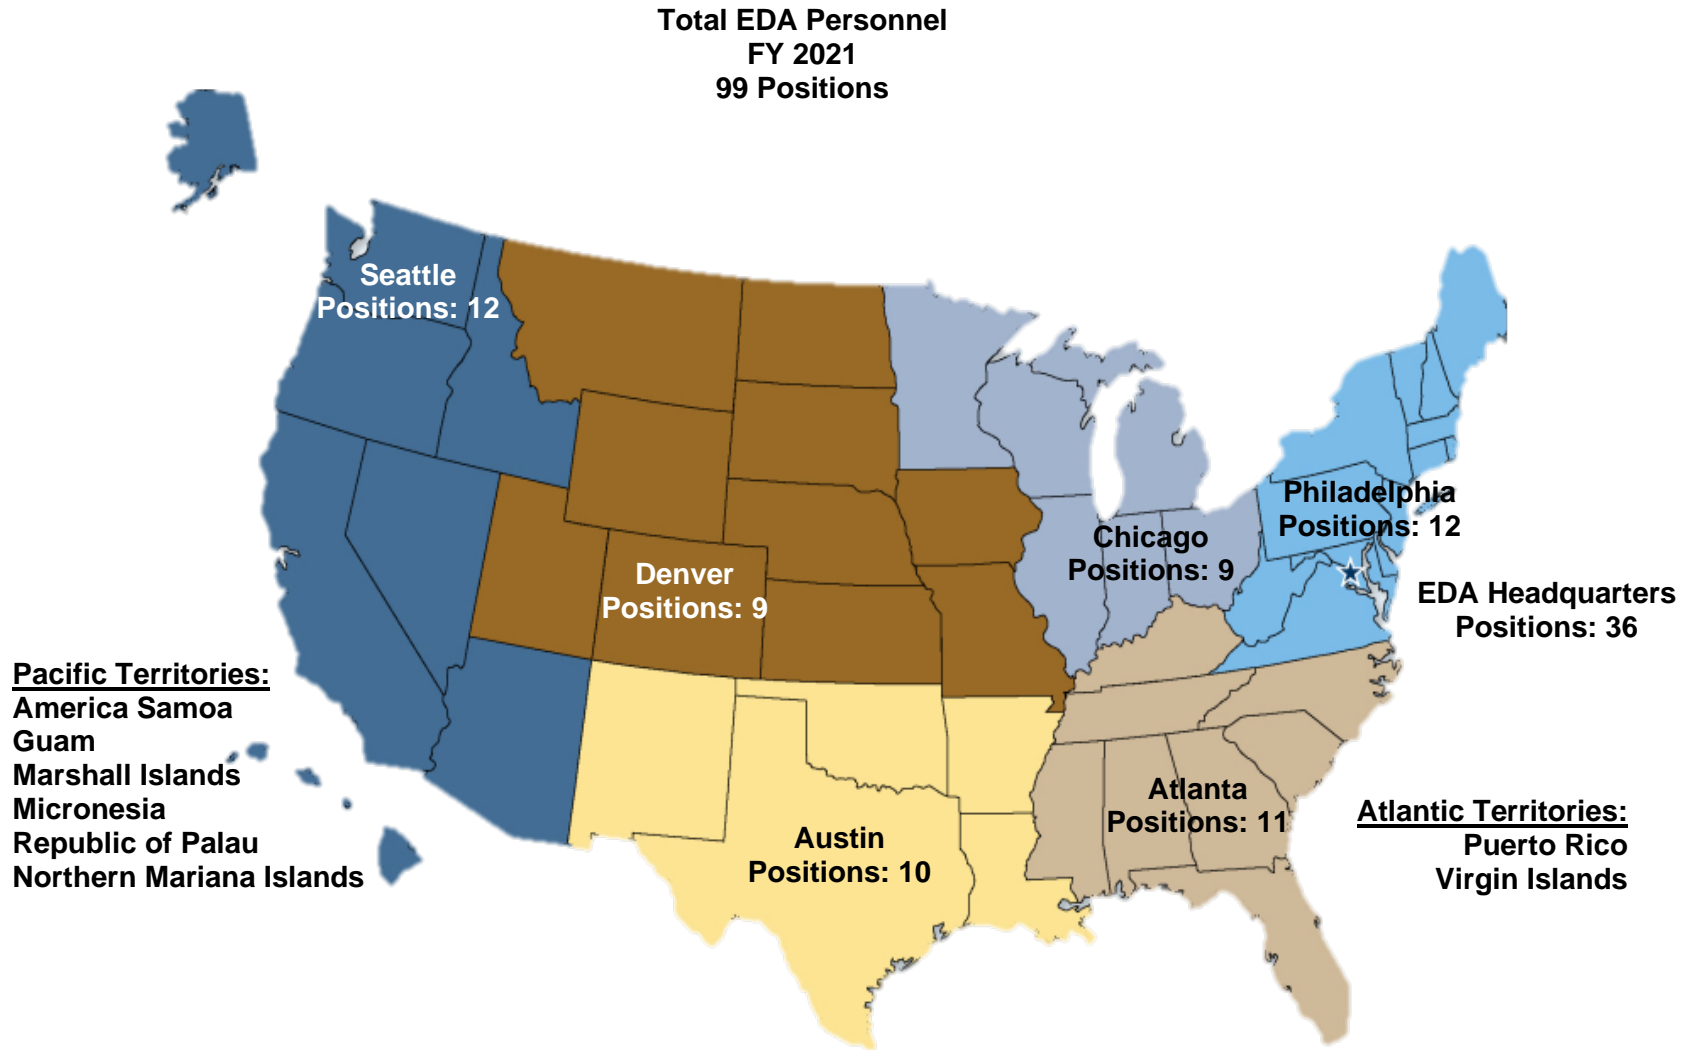 Total EDA Personnel
FY 2021
99 Positions
Seattle
Positions: 12
Philadelphia
Positions: 12
Chicago
Positions: 9
Denver
Positions: 9
EDA Headquarters
Positions: 36
Pacific Territories:
America Samoa
Guam
Marshall Islands
Micronesia
Republic of Palau
Northern Mariana Islands
Atlanta
Positions: 11
Austin
Positions: 10
Atlantic Territories:
Puerto Rico
Virgin Islands